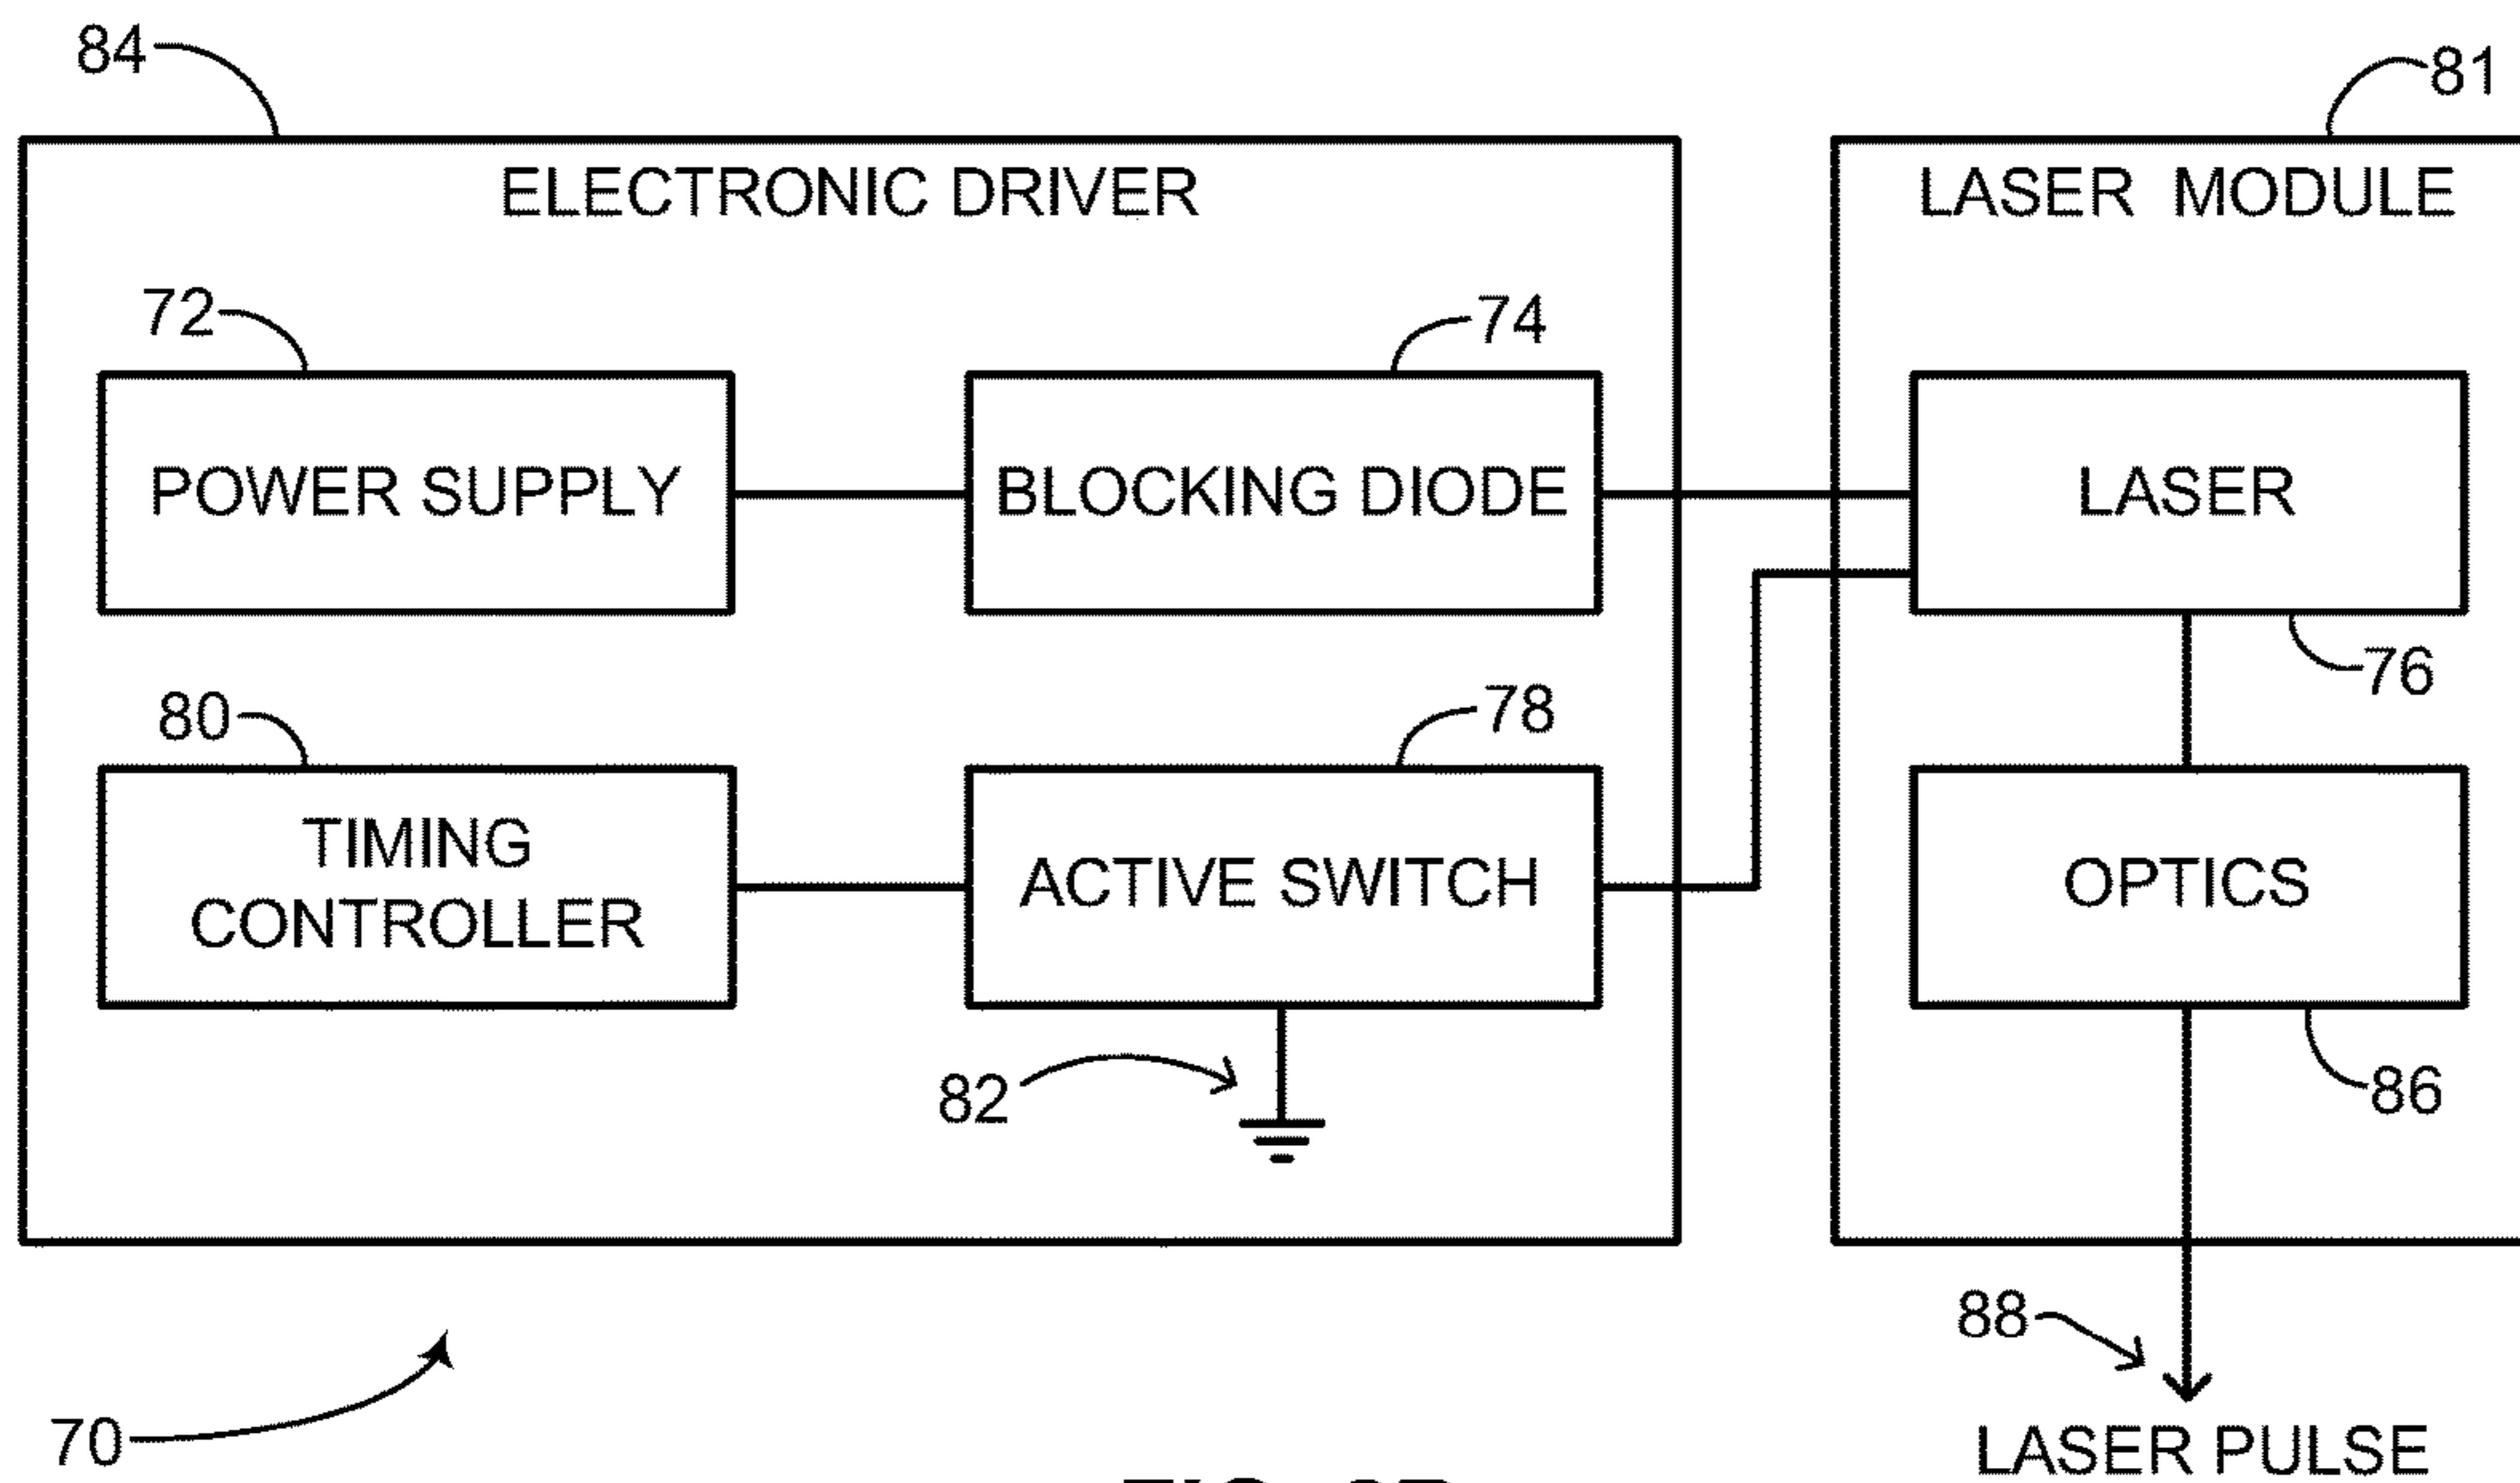 84
81
ELECTRONIC DRIVER
LASER MODULE
72
74
POWER SUPPLY
BLOCKING DIODE
LASER
76
80
78
TIMING
CONTROLLER
ACTIVE SWITCH
OPTICS
82
86
88
70
LASER PULSE